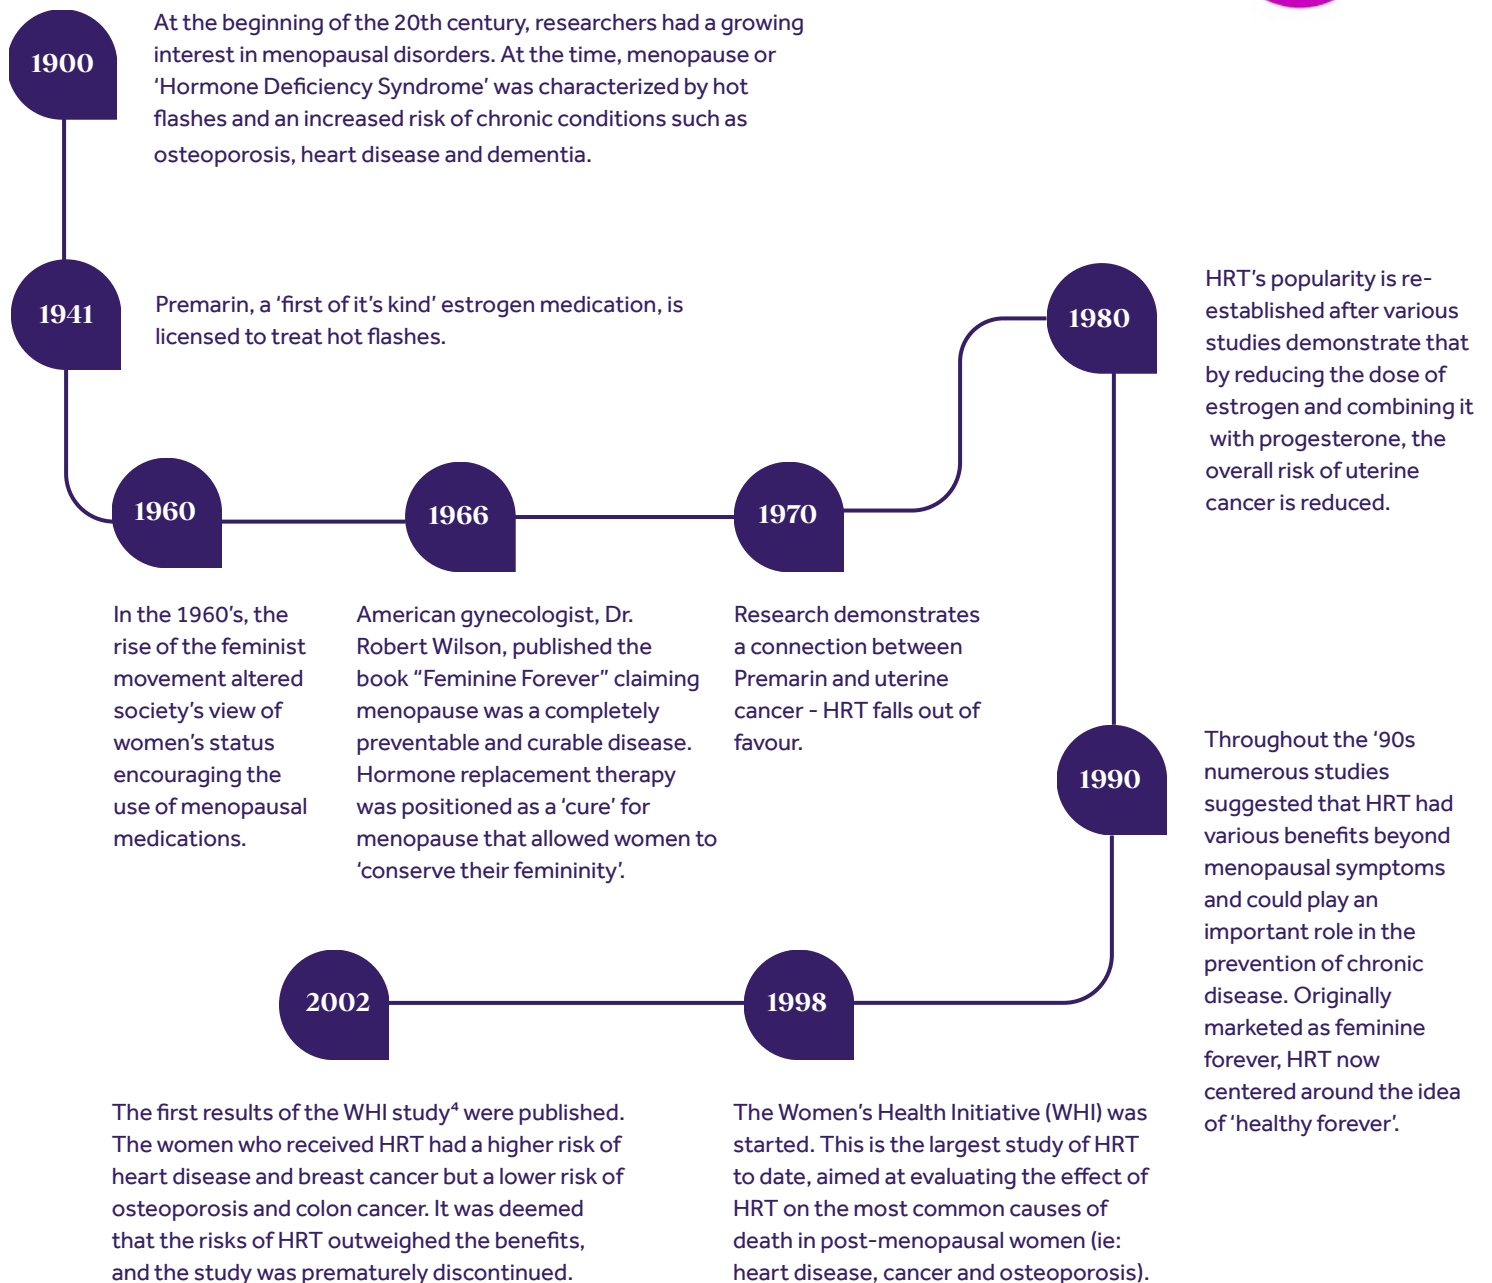 1900
At the beginning of the 20th century, researchers had a growing
interest in menopausal disorders. At the time, menopause or
‘Hormone Deficiency Syndrome’ was characterized by hot
flashes and an increased risk of chronic conditions such as
osteoporosis, heart disease and dementia.
1941
Premarin, a ‘first of it’s kind’ estrogen medication, is
licensed to treat hot flashes.
1960
In the 1960’s, the
rise of the feminist
movement altered
society’s view of
women’s status
encouraging the
use of menopausal
medications.
1966
American gynecologist, Dr.
Robert Wilson, published the
book “Feminine Forever” claiming
menopause was a completely
preventable and curable disease.
Hormone replacement therapy
was positioned as a ‘cure’ for
menopause that allowed women to
‘conserve their femininity’.
1970
Research demonstrates
a connection between
Premarin and uterine
cancer - HRT falls out of
favour.
1980
HRT’s popularity is re-
established after various
studies demonstrate that
by reducing the dose of
estrogen and combining it
with progesterone, the
overall risk of uterine
cancer is reduced.
1990
Throughout the ‘90s
numerous studies
suggested that HRT had
various benefits beyond
menopausal symptoms
and could play an
important role in the
prevention of chronic
disease. Originally
marketed as feminine
forever, HRT now
centered around the idea
of ‘healthy forever’.
1998
The Women’s Health Initiative (WHI) was
started. This is the largest study of HRT
to date, aimed at evaluating the effect of
HRT on the most common causes of
death in post-menopausal women (ie:
heart disease, cancer and osteoporosis).
2002
The first results of the WHI study⁴ were published.
The women who received HRT had a higher risk of
heart disease and breast cancer but a lower risk of
osteoporosis and colon cancer. It was deemed
that the risks of HRT outweighed the benefits,
and the study was prematurely discontinued.